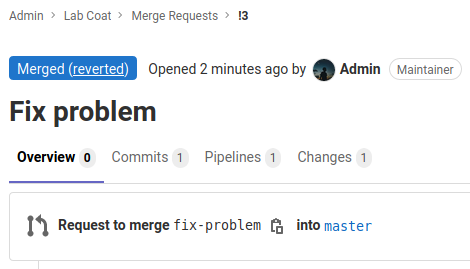 Admin > Lab Coat > Merge Requests > !3
Merged (reverted) Opened 2 minutes ago by Admin Maintainer
Fix problem
Overview 0 Commits 1 Pipelines 1 Changes 1
Request to merge fix-problem into master